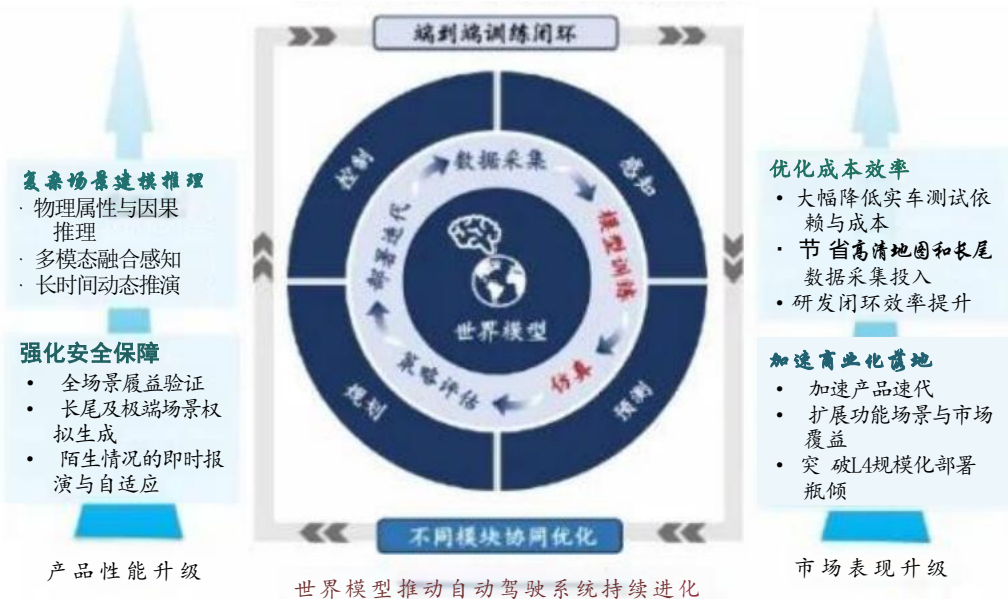 端到端训练闭环
复杂场景建模推理
· 物理属性与因果
推理
· 多模态融合感知
· 长时间动态推演
强化安全保障
• 全场景履益验证
• 长尾及极端场景权
拟生成
• 陌生情况的即时报
演与自适应
产品性能升级
控制
感知
规划
预测
数据采集
模型训练
仿真
策略评估
部署迭代
世界模型
不同模块协同优化
世界模型推动自动驾驶系统持续进化
优化成本效率
• 大幅降低实车测试依
赖与成本
· 节 省高清地图和长尾
数据采集投入
• 研发闭环效率提升
加速商业化落地
• 加速产品速代
• 扩展功能场景与市场
覆益
• 突 破L4规模化部署
瓶倾
市场表现升级